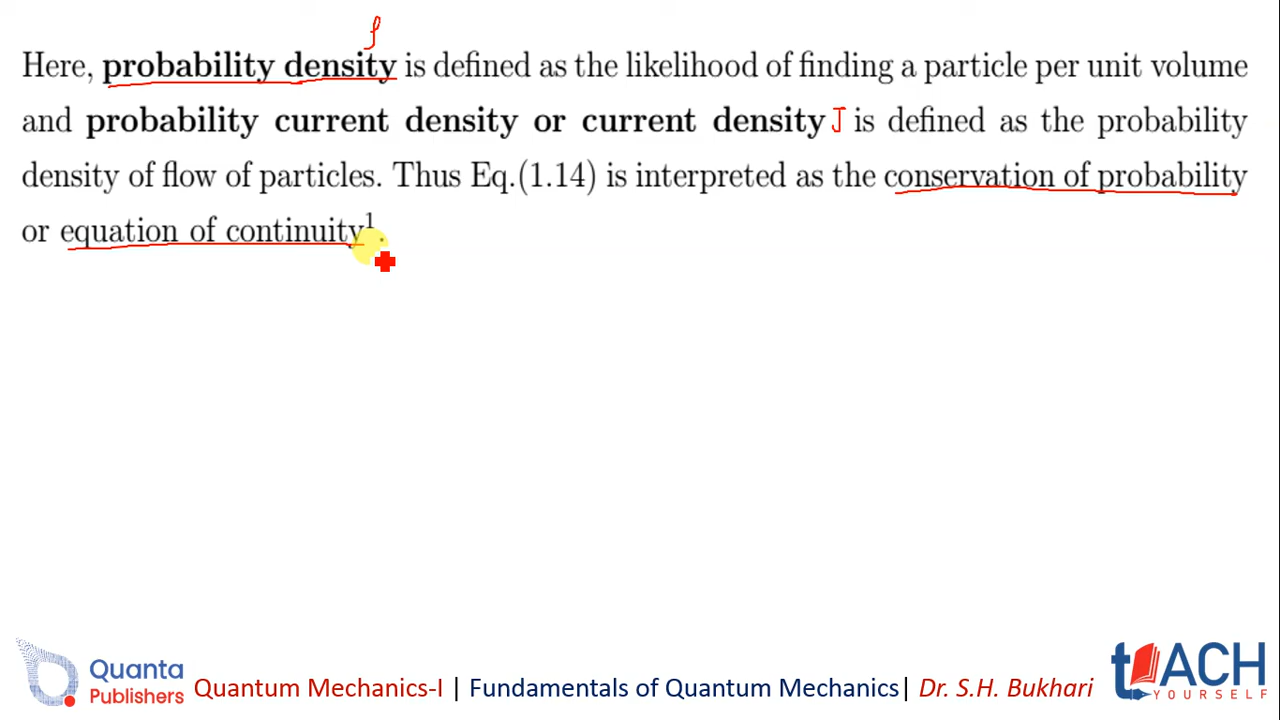 ρ
Here, probability density is defined as the likelihood of finding a particle per unit volume
and probability current density or current density J is defined as the probability
density of flow of particles. Thus Eq.(1.14) is interpreted as the conservation of probability
or equation of continuity¹ .
Quanta
Publishers
Quantum Mechanics-I | Fundamentals of Quantum Mechanics| Dr. S.H. Bukhari
tEACH
YOURSELF